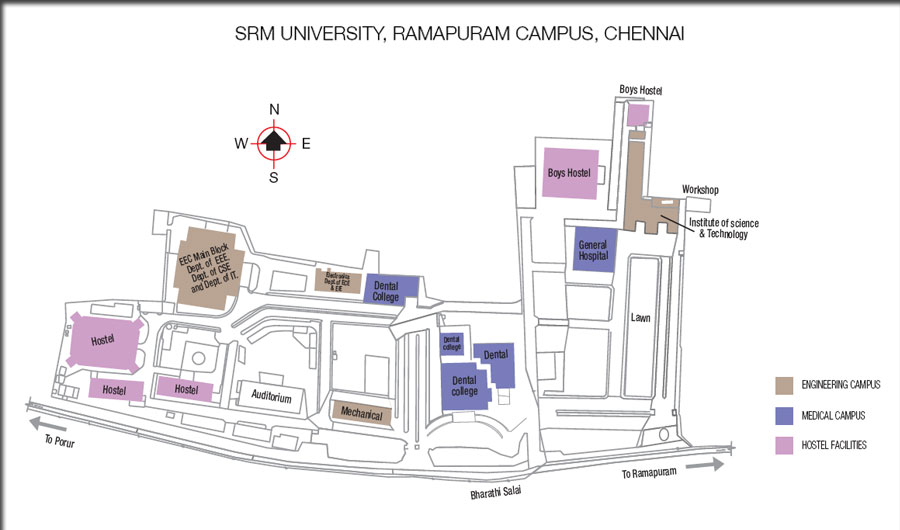 SRM UNIVERSITY, RAMAPURAM CAMPUS, CHENNAI
N
W
E
S
Boys Hostel
Boys Hostel
Workshop
Institute of science
& Technology
General
Hospital
EEC Main Block
Dept. of EEE.
Dept. of CSE
and Dept. of IT.
Electronics
Dept of ECE
& EIE
Dental
College
Lawn
Hostel
Dental
college
Dental
Dental
college
Hostel
Hostel
Auditorium
Mechanical
ENGINEERING CAMPUS
MEDICAL CAMPUS
HOSTEL FACILITIES
To Porur
To Ramapuram
Bharathi Salai